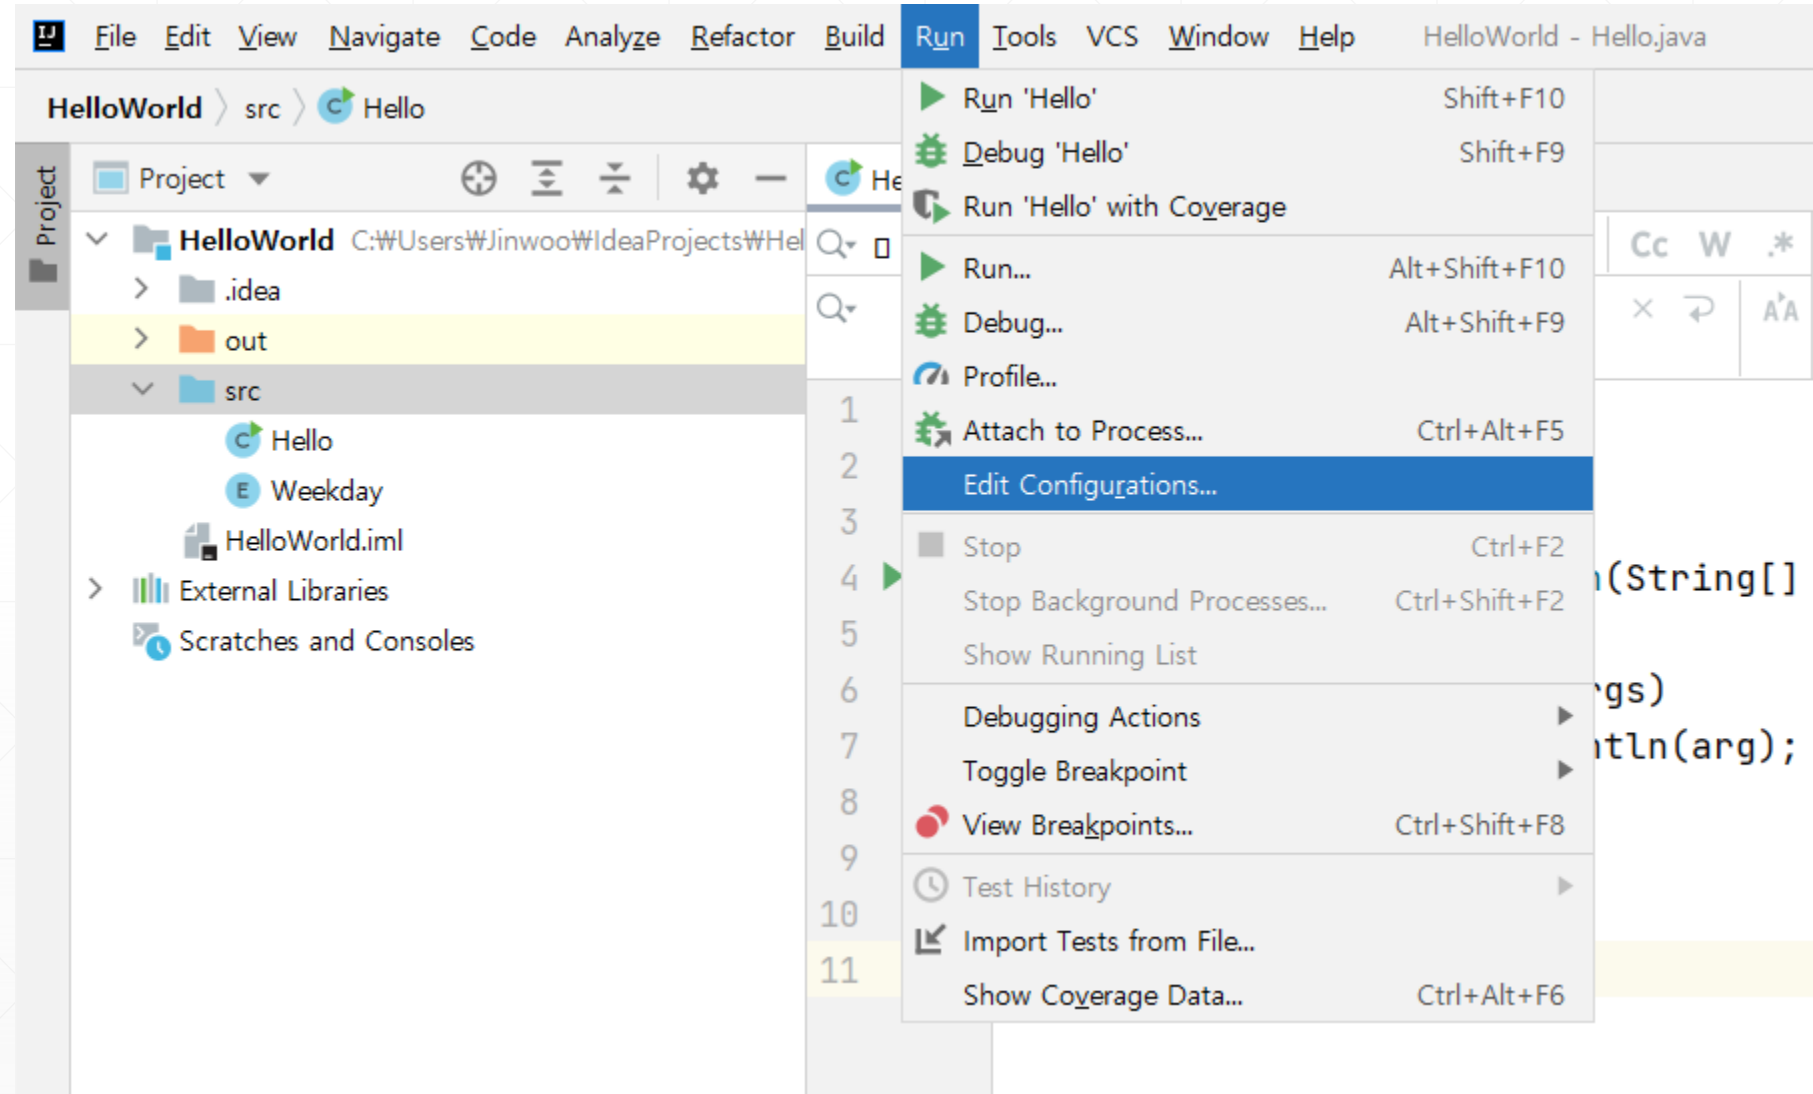 IJ File Edit View Navigate Code Analyze Refactor Build Run Tools VCS Window Help HelloWorld - Hello.java
HelloWorld src C Hello
Project
Project
HelloWorld C:₩Users₩Jinwoo₩IdeaProjects₩Hel
.idea
out
src
C Hello
E Weekday
HelloWorld.iml
External Libraries
Scratches and Consoles
C He
Cc W .*
1
2
3
4 (String[]
5
6 gs)
7 tln(arg);
8
9
10
11
Run 'Hello' Shift+F10
Debug 'Hello' Shift+F9
Run 'Hello' with Coverage
Run... Alt+Shift+F10
Debug... Alt+Shift+F9
Profile...
Attach to Process... Ctrl+Alt+F5
Edit Configurations...
Stop Ctrl+F2
Stop Background Processes... Ctrl+Shift+F2
Show Running List
Debugging Actions
Toggle Breakpoint
View Breakpoints... Ctrl+Shift+F8
Test History
Import Tests from File...
Show Coverage Data... Ctrl+Alt+F6